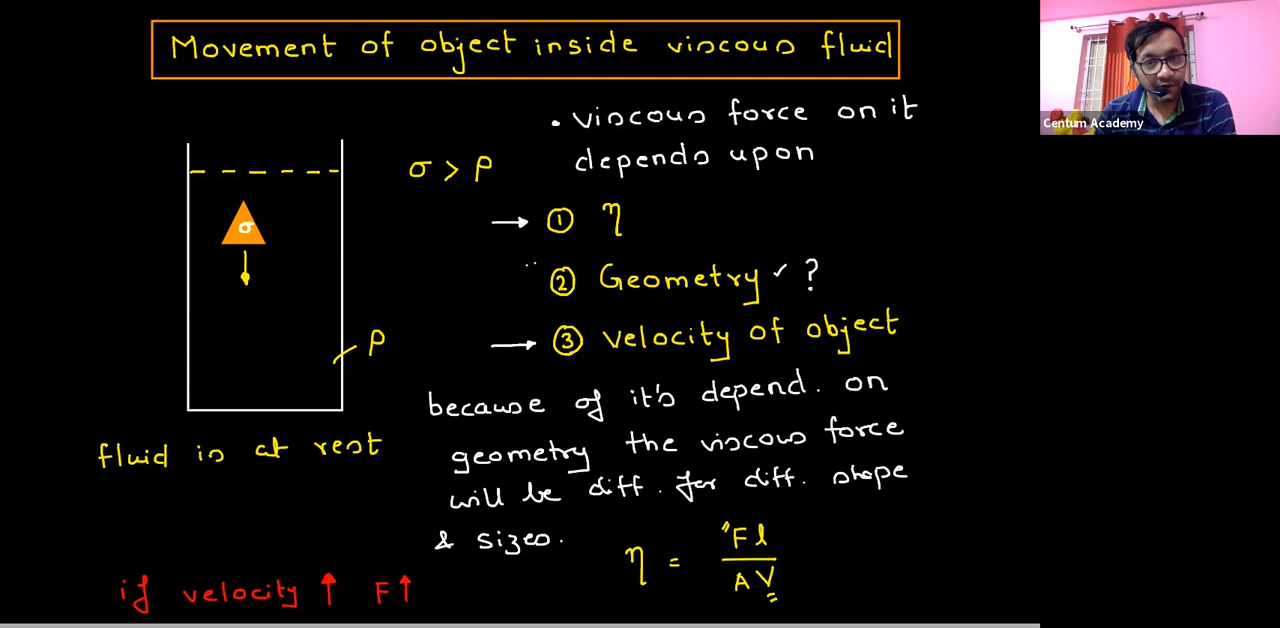 Movement of object inside viscous fluid
σ > ρ
• viscous force on it
depends upon
→ ① η
② Geometry ✓ ?
→ ③ velocity of object
σ
ρ
because of it's depend. on
geometry the viscous force
will be diff. for diff. shape
& sizes.
fluid is at rest
η = Fl / AV
if velocity ↑ F↑
Centum Academy